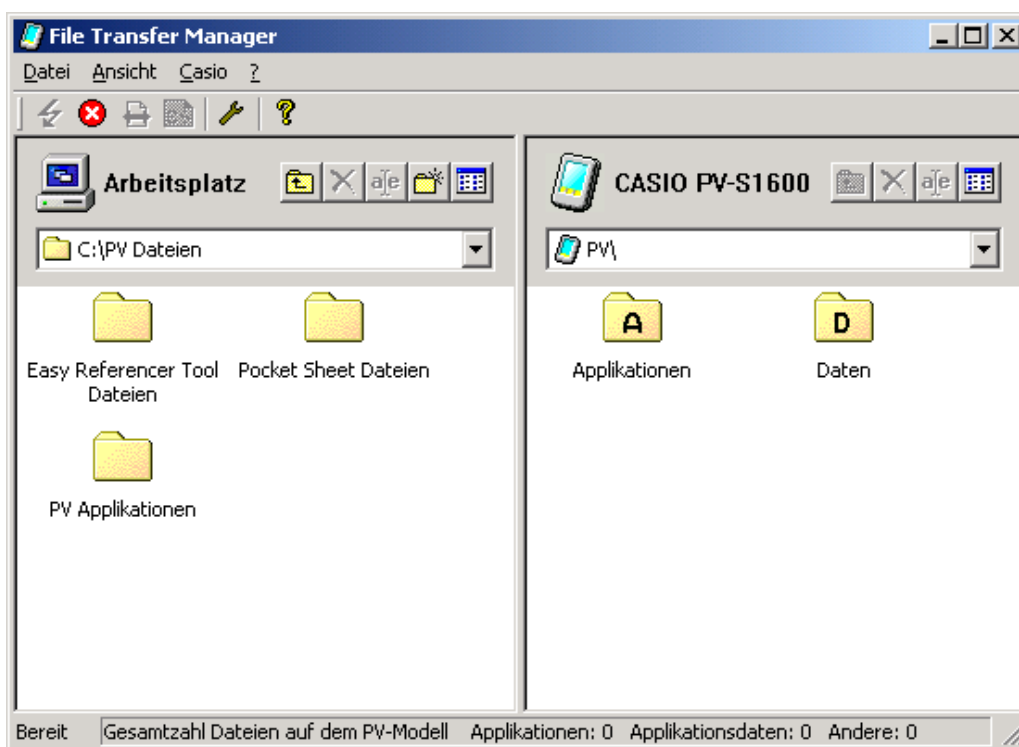 File Transfer Manager
Datei Ansicht Casio ?
Arbeitsplatz
C:\PV Dateien
Easy Referencer Tool
Dateien
Pocket Sheet Dateien
PV Applikationen
CASIO PV-S1600
PV\
A
Applikationen
D
Daten
Bereit Gesamtzahl Dateien auf dem PV-Modell Applikationen: 0 Applikationsdaten: 0 Andere: 0